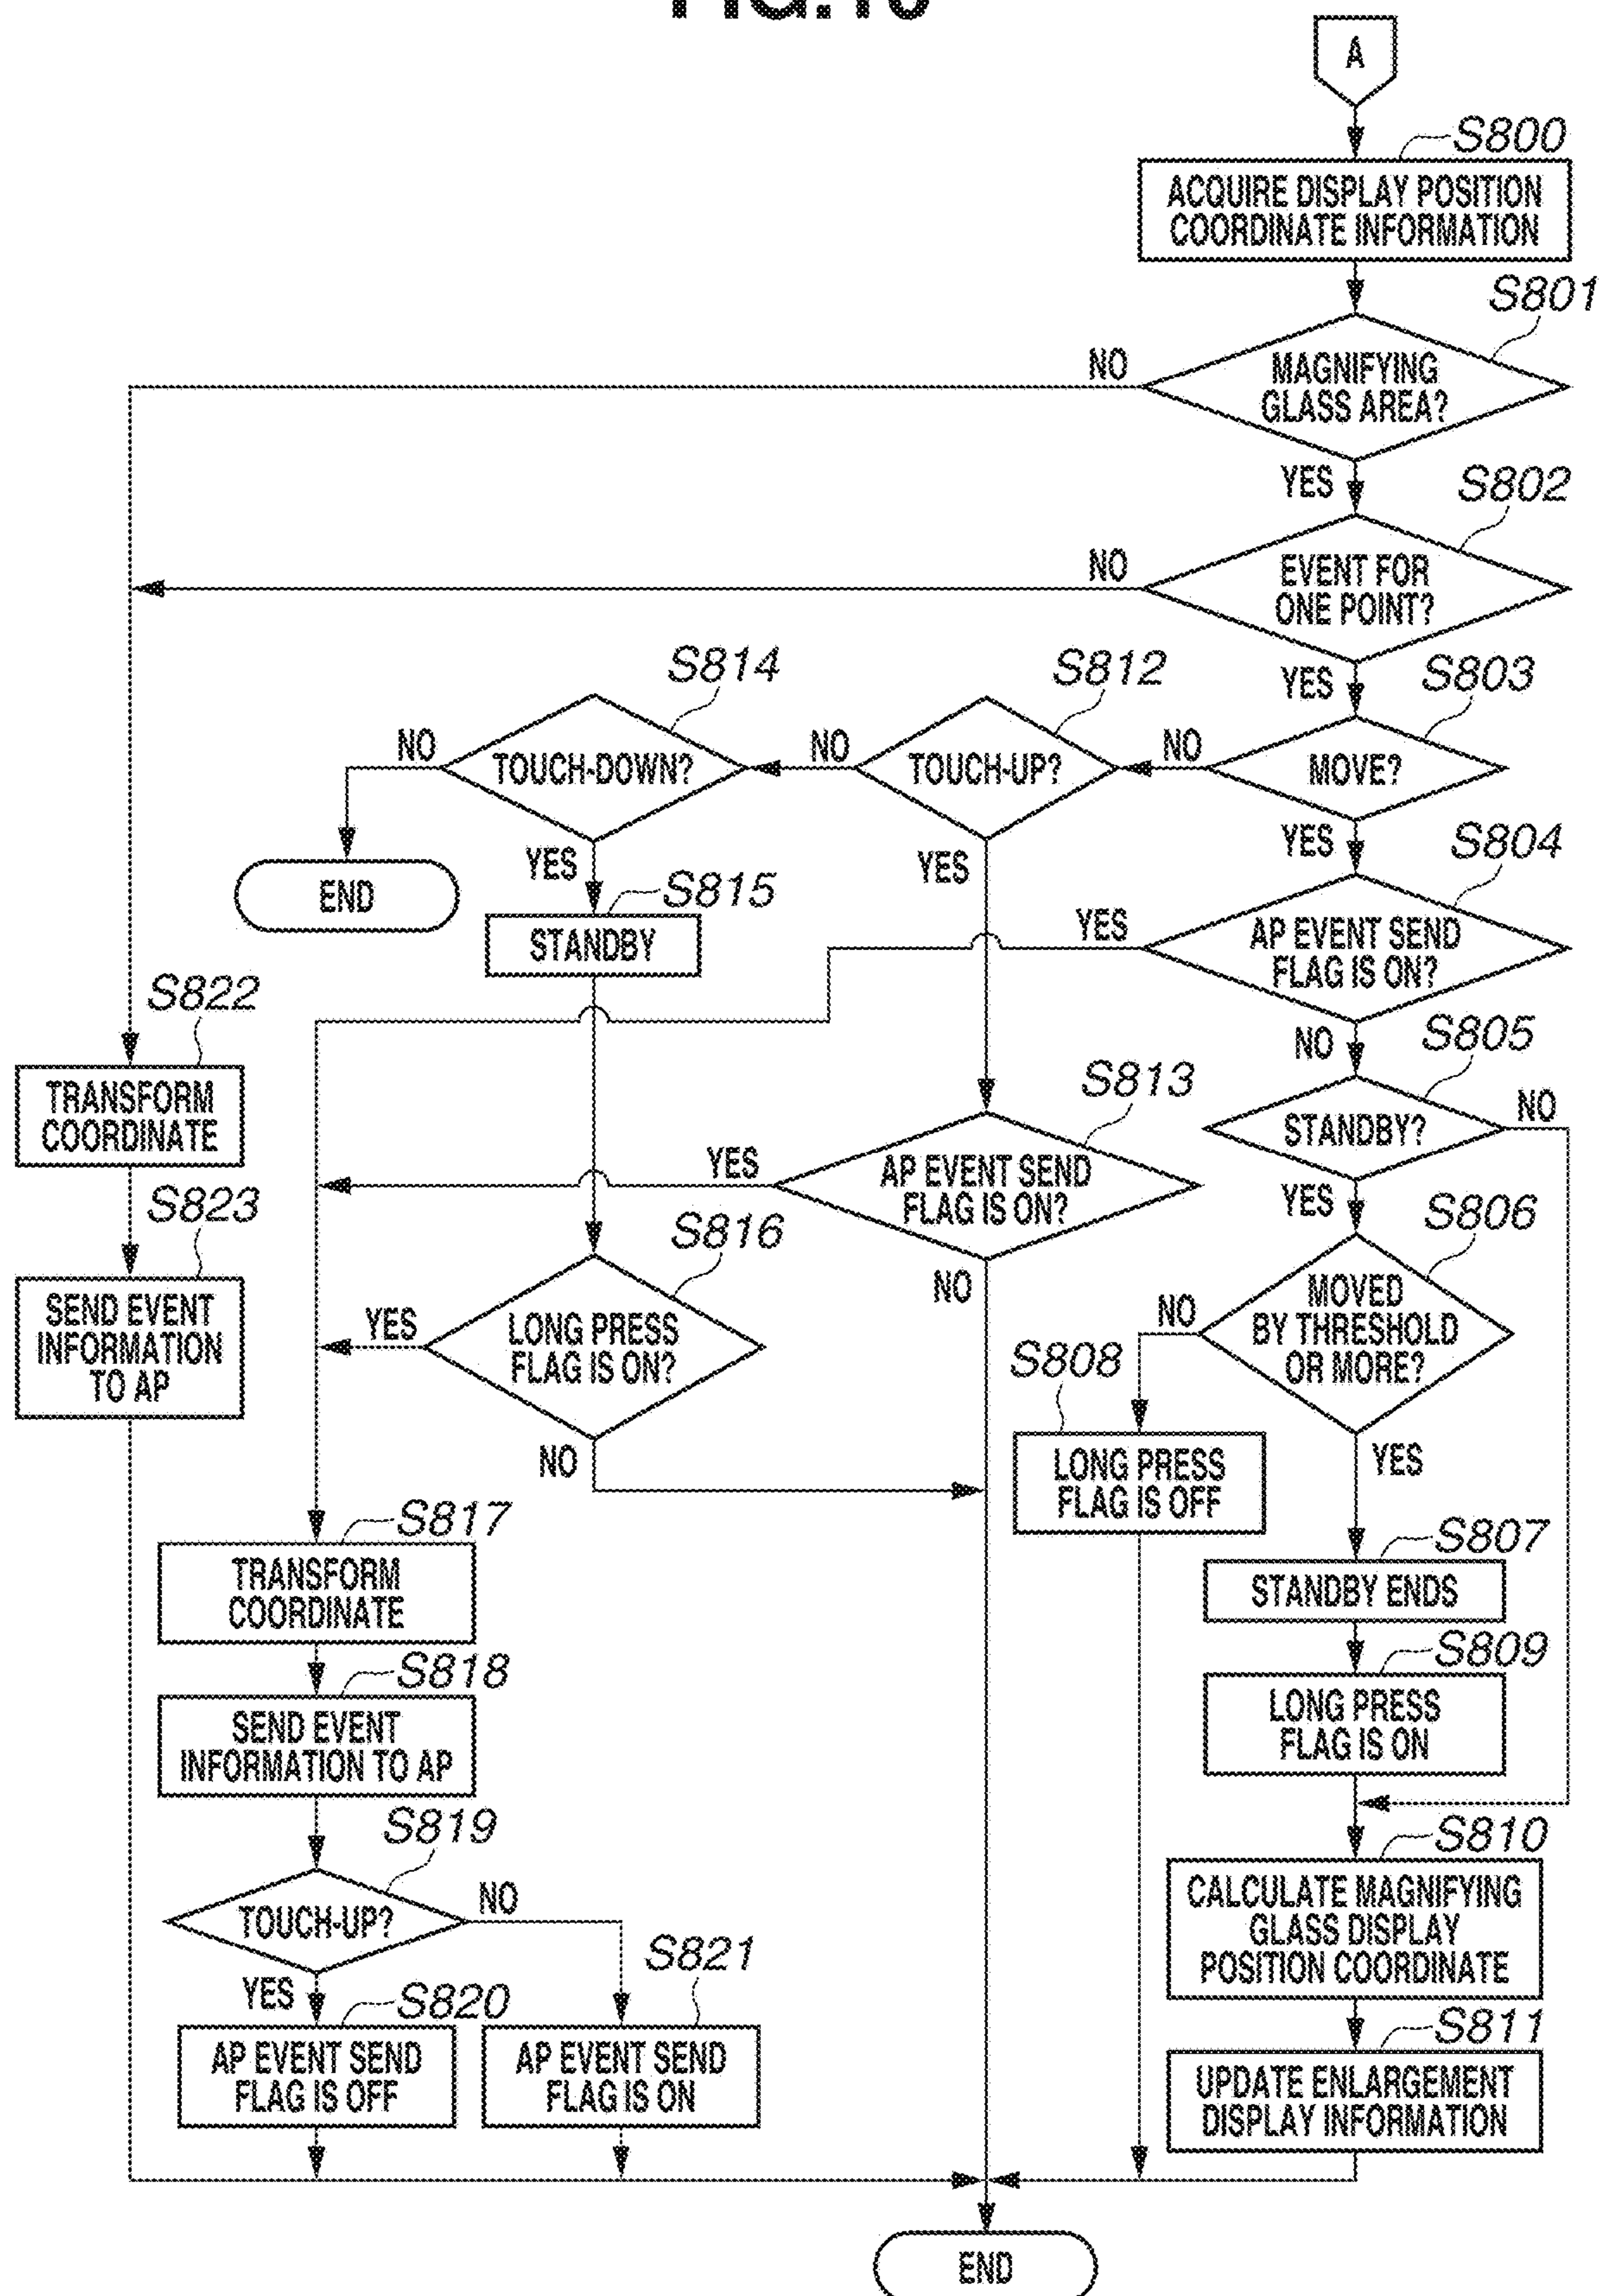 A
S800
ACQUIRE DISPLAY POSITION
COORDINATE INFORMATION
S801
NO
MAGNIFYING
GLASS AREA?
YES
S802
NO
EVENT FOR
ONE POINT?
YES
S803
S814
S812
NO
TOUCH-DOWN?
NO
TOUCH-UP?
NO
MOVE?
YES
S804
END
YES
S815
STANDBY
YES
YES
AP EVENT SEND
FLAG IS ON?
NO
S805
S822
TRANSFORM
COORDINATE
S813
STANDBY?
NO
YES
AP EVENT SEND
FLAG IS ON?
NO
YES
S806
S823
SEND EVENT
INFORMATION
TO AP
S816
YES
LONG PRESS
FLAG IS ON?
NO
NO
MOVED
BY THRESHOLD
OR MORE?
YES
S808
LONG PRESS
FLAG IS OFF
S817
TRANSFORM
COORDINATE
S807
STANDBY ENDS
S818
SEND EVENT
INFORMATION TO AP
S809
LONG PRESS
FLAG IS ON
S819
TOUCH-UP?
NO
YES
S810
CALCULATE MAGNIFYING
GLASS DISPLAY
POSITION COORDINATE
S820
AP EVENT SEND
FLAG IS OFF
S821
AP EVENT SEND
FLAG IS ON
S811
UPDATE ENLARGEMENT
DISPLAY INFORMATION
END